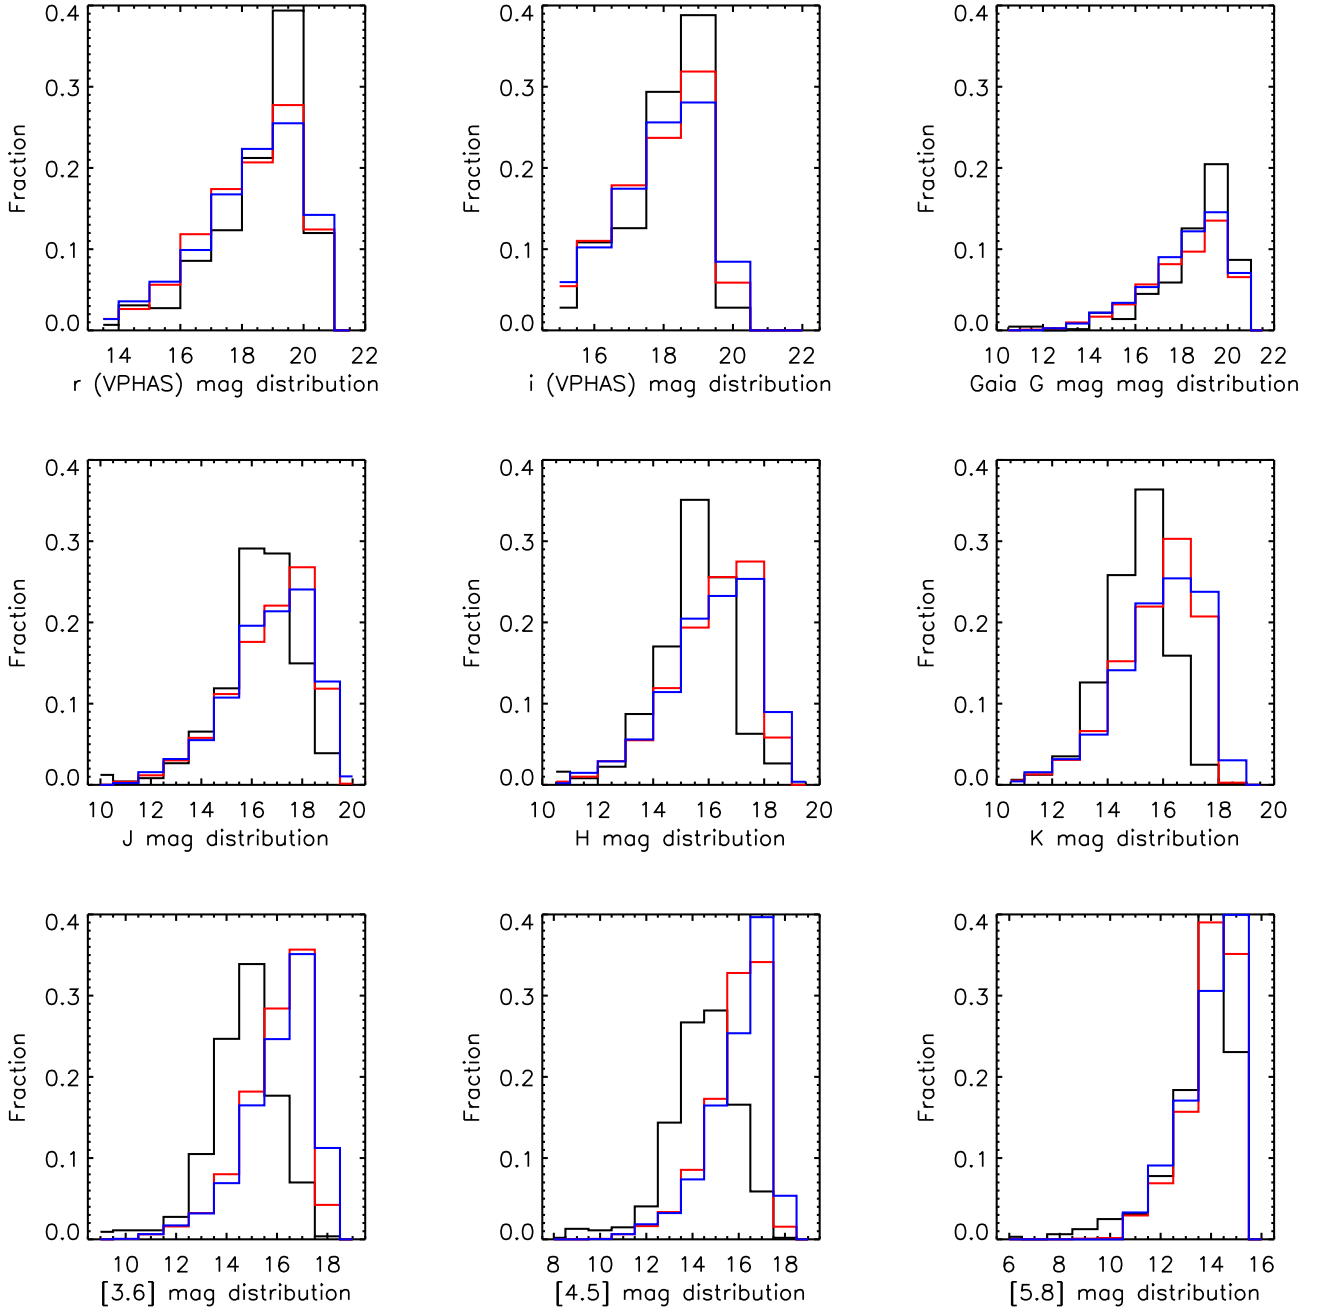 0.4
0.3
0.2
0.1
0.0
Fraction
14 16 18 20 22
r (VPHAS) mag distribution
0.4
0.3
0.2
0.1
0.0
Fraction
16 18 20 22
i (VPHAS) mag distribution
0.4
0.3
0.2
0.1
0.0
Fraction
10 12 14 16 18 20 22
Gaia G mag mag distribution
0.4
0.3
0.2
0.1
0.0
Fraction
10 12 14 16 18 20
J mag distribution
0.4
0.3
0.2
0.1
0.0
Fraction
10 12 14 16 18 20
H mag distribution
0.4
0.3
0.2
0.1
0.0
Fraction
10 12 14 16 18 20
K mag distribution
0.4
0.3
0.2
0.1
0.0
Fraction
10 12 14 16 18
[3.6] mag distribution
0.4
0.3
0.2
0.1
0.0
Fraction
8 10 12 14 16 18
[4.5] mag distribution
0.4
0.3
0.2
0.1
0.0
Fraction
6 8 10 12 14 16
[5.8] mag distribution